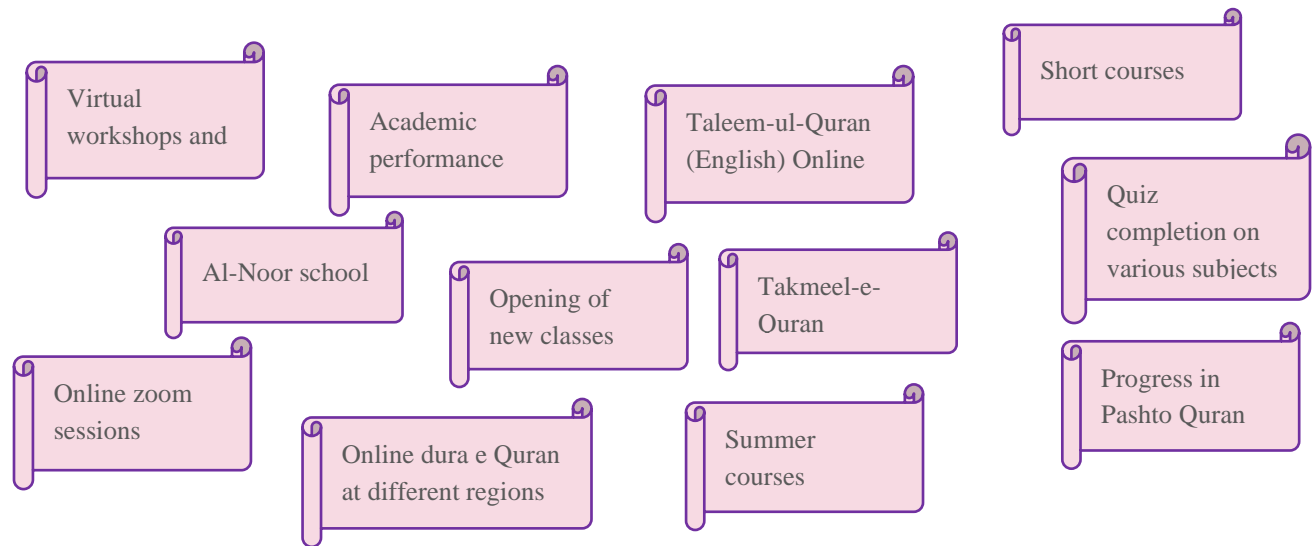 Virtual
workshops and
Academic
performance
Taleem-ul-Quran
(English) Online
Short courses
Al-Noor school
Opening of
new classes
Takmeel-e-
Ouran
Quiz
completion on
various subjects
Online zoom
sessions
Online dura e Quran
at different regions
Summer
courses
Progress in
Pashto Quran